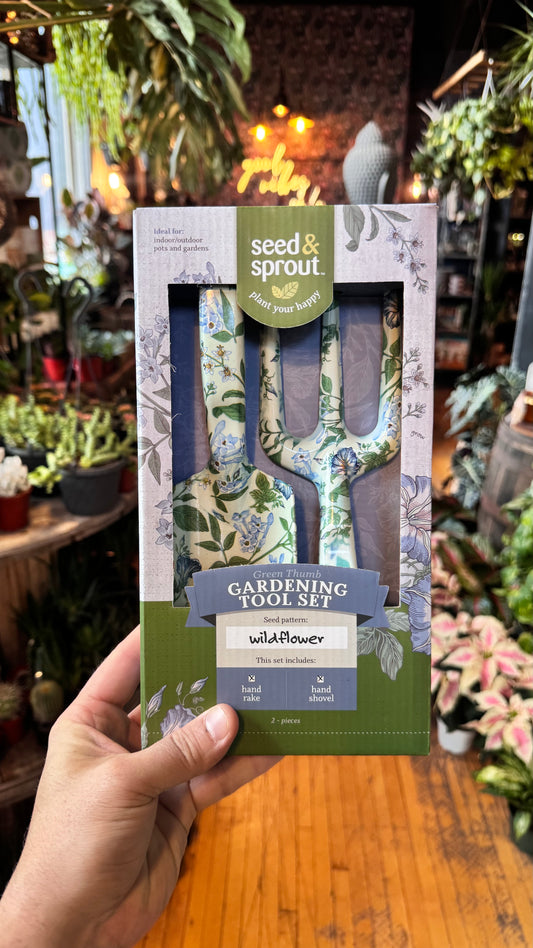 Ideal for:
indoor/outdoor
pots and gardens
seed&
sprout™
plant your happy
Green Thumb
GARDENING
TOOL SET
Seed pattern:
wildflower
This set includes:
hand
rake
hand
shovel
2 - pieces